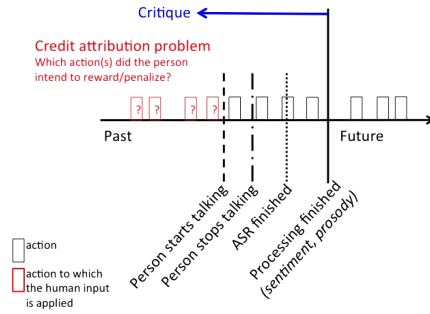 Critique
Credit attribution problem
Which action(s) did the person
intend to reward/penalize?
? ? ? ?
Past
Future
Person starts talking
Person stops talking
ASR finished
Processing finished
(sentiment, prosody)
action
action to which
the human input
is applied